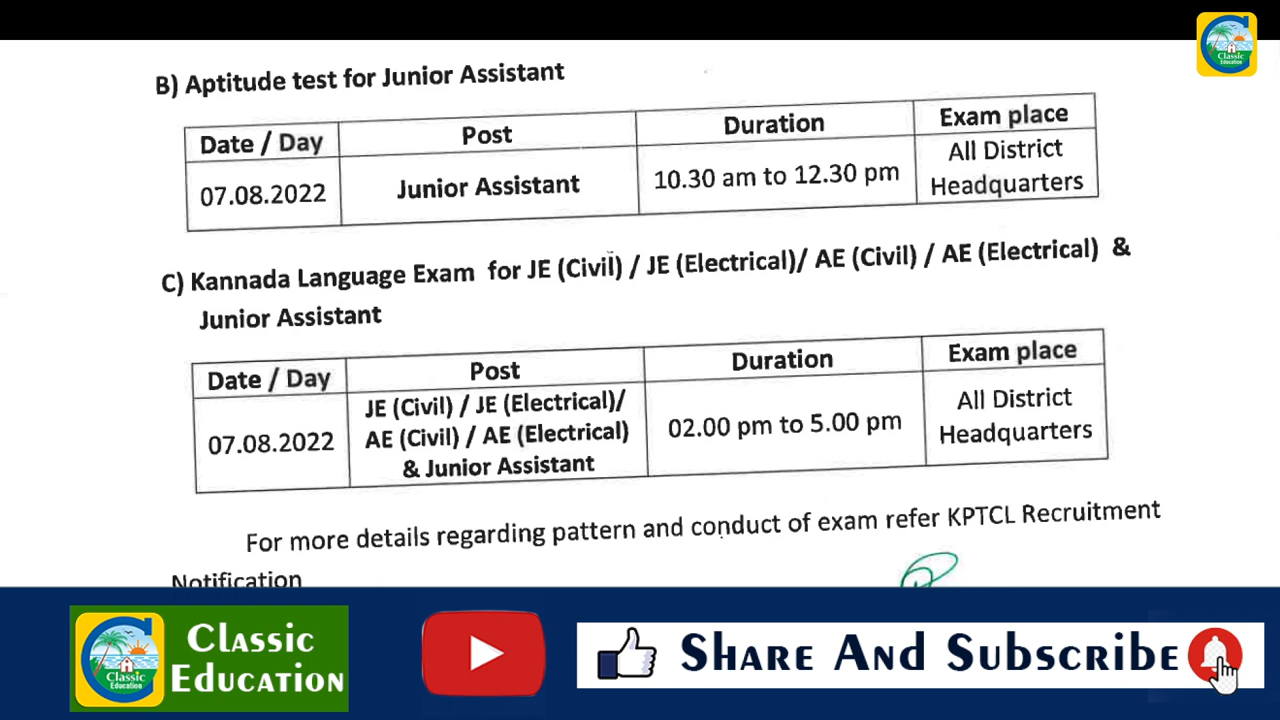 Classic
Education
B) Aptitude test for Junior Assistant
Date / Day Post Duration Exam place
07.08.2022 Junior Assistant 10.30 am to 12.30 pm All District
Headquarters
C) Kannada Language Exam for JE (Civil) / JE (Electrical)/ AE (Civil) / AE (Electrical) &
Junior Assistant
Date / Day Post Duration Exam place
07.08.2022 JE (Civil) / JE (Electrical)/
AE (Civil) / AE (Electrical)
& Junior Assistant 02.00 pm to 5.00 pm All District
Headquarters
For more details regarding pattern and conduct of exam refer KPTCL Recruitment
Notification
Classic
Education
Classic
Education
Share And Subscribe